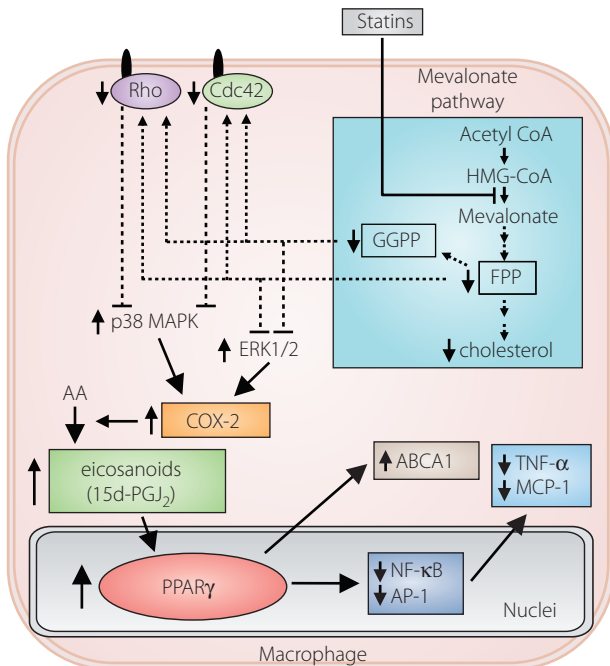 Statins
Mevalonate
pathway
Rho
Cdc42
Acetyl CoA
HMG-CoA
Mevalonate
GGPP
FPP
cholesterol
p38 MAPK
ERK1/2
AA
COX-2
eicosanoids
(15d-PGJ₂)
ABCA1
TNF-α
MCP-1
PPARγ
NF-κB
AP-1
Nuclei
Macrophage